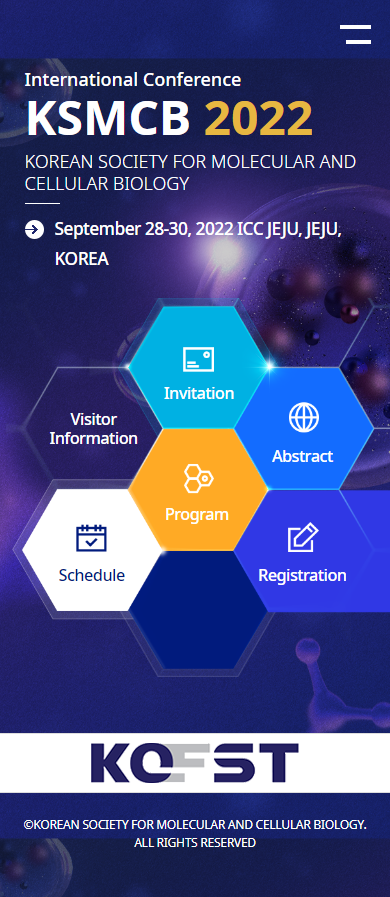 International Conference
KSMCB 2022
KOREAN SOCIETY FOR MOLECULAR AND
CELLULAR BIOLOGY
September 28-30, 2022 ICC JEJU, JEJU,
KOREA
Invitation
Visitor
Information
Abstract
Program
Schedule
Registration
KOFST
©KOREAN SOCIETY FOR MOLECULAR AND CELLULAR BIOLOGY.
ALL RIGHTS RESERVED